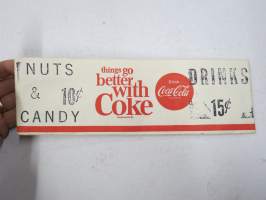 NUTS
& 10¢
CANDY
things go
better
with
Coke
Drink
Coca-Cola
DRINKS
15¢